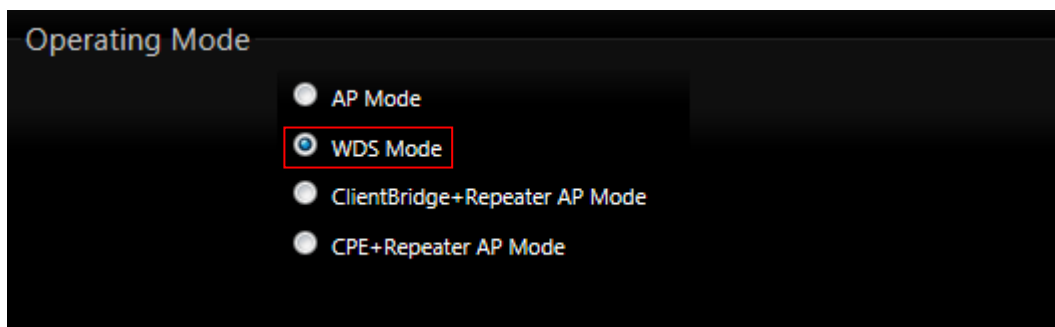 Operating Mode
AP Mode
WDS Mode
ClientBridge+Repeater AP Mode
CPE+Repeater AP Mode